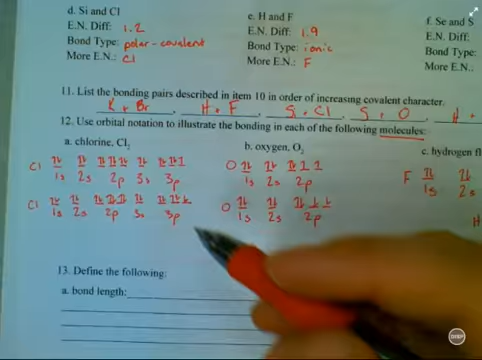 d. Si and Cl e. H and F f. Se and S
E.N. Diff: 1.2 E.N. Diff: 1.9 E.N. Diff:
Bond Type: polar-covalent Bond Type: ionic Bond Type:
More E.N.: Cl More E.N.: F More E.N.:
11. List the bonding pairs described in item 10 in order of increasing covalent character.
K + Br, H + F, Si + Cl, S + O, H +
12. Use orbital notation to illustrate the bonding in each of the following molecules:
a. chlorine, Cl2 b. oxygen, O2 c. hydrogen fl
Cl O F
1s 2s 2p 3s 3p 1s 2s 2p 1s 2s
Cl O H
1s 2s 2p 3s 3p 1s 2s 2p
13. Define the following:
a. bond length: